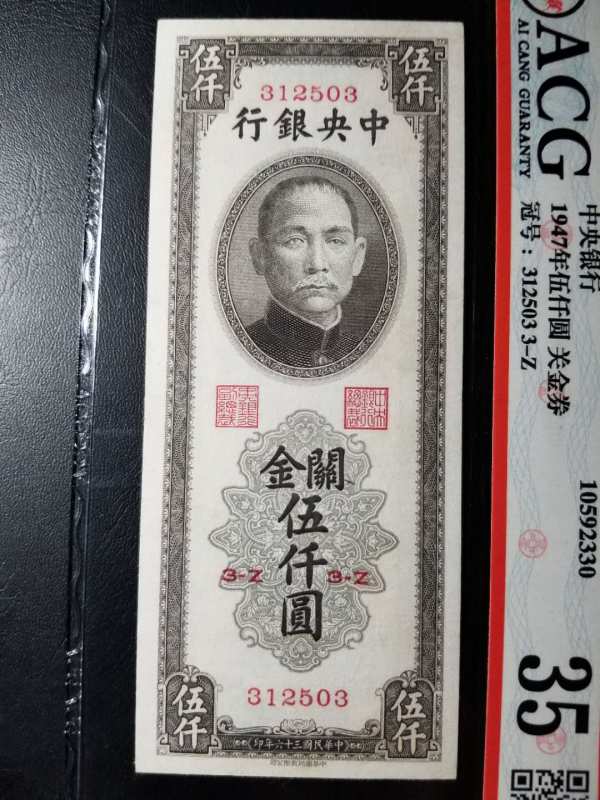 伍仟
伍仟
312503
中央銀行
關金
伍仟圓
3-Z
3-Z
312503
伍仟
伍仟
中華民國三十六年印
ACG
AI CANG GUARANTY
中央银行
1947年伍仟圆 关金券
冠号：312503 3-Z
10592330
35